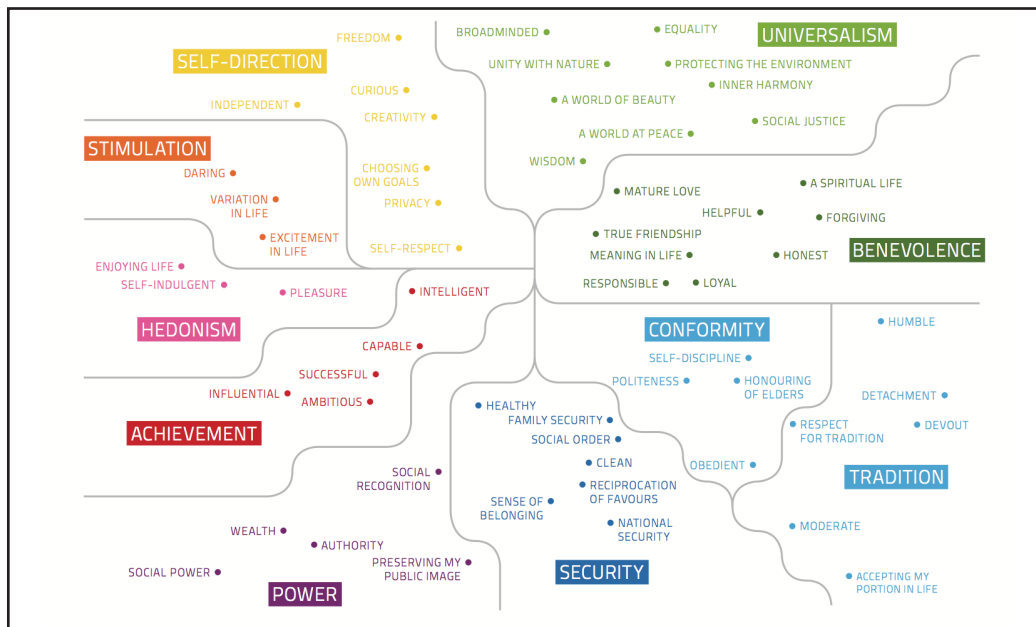 SELF-DIRECTION
FREEDOM
CURIOUS
INDEPENDENT
CREATIVITY
CHOOSING
OWN GOALS
PRIVACY
SELF-RESPECT
UNIVERSALISM
BROADMINDED
EQUALITY
UNITY WITH NATURE
PROTECTING THE ENVIRONMENT
INNER HARMONY
A WORLD OF BEAUTY
SOCIAL JUSTICE
A WORLD AT PEACE
WISDOM
STIMULATION
DARING
VARIATION
IN LIFE
EXCITEMENT
IN LIFE
MATURE LOVE
A SPIRITUAL LIFE
HELPFUL
FORGIVING
TRUE FRIENDSHIP
MEANING IN LIFE
HONEST
BENEVOLENCE
RESPONSIBLE
LOYAL
ENJOYING LIFE
SELF-INDULGENT
PLEASURE
HEDONISM
INTELLIGENT
CAPABLE
SUCCESSFUL
INFLUENTIAL
AMBITIOUS
ACHIEVEMENT
CONFORMITY
SELF-DISCIPLINE
POLITENESS
HONOURING
OF ELDERS
OBEDIENT
HUMBLE
DETACHMENT
RESPECT
FOR TRADITION
DEVOUT
TRADITION
MODERATE
ACCEPTING MY
PORTION IN LIFE
HEALTHY
FAMILY SECURITY
SOCIAL ORDER
CLEAN
RECIPROCATION
OF FAVOURS
SENSE OF
BELONGING
NATIONAL
SECURITY
SECURITY
SOCIAL
RECOGNITION
WEALTH
AUTHORITY
PRESERVING MY
PUBLIC IMAGE
SOCIAL POWER
POWER